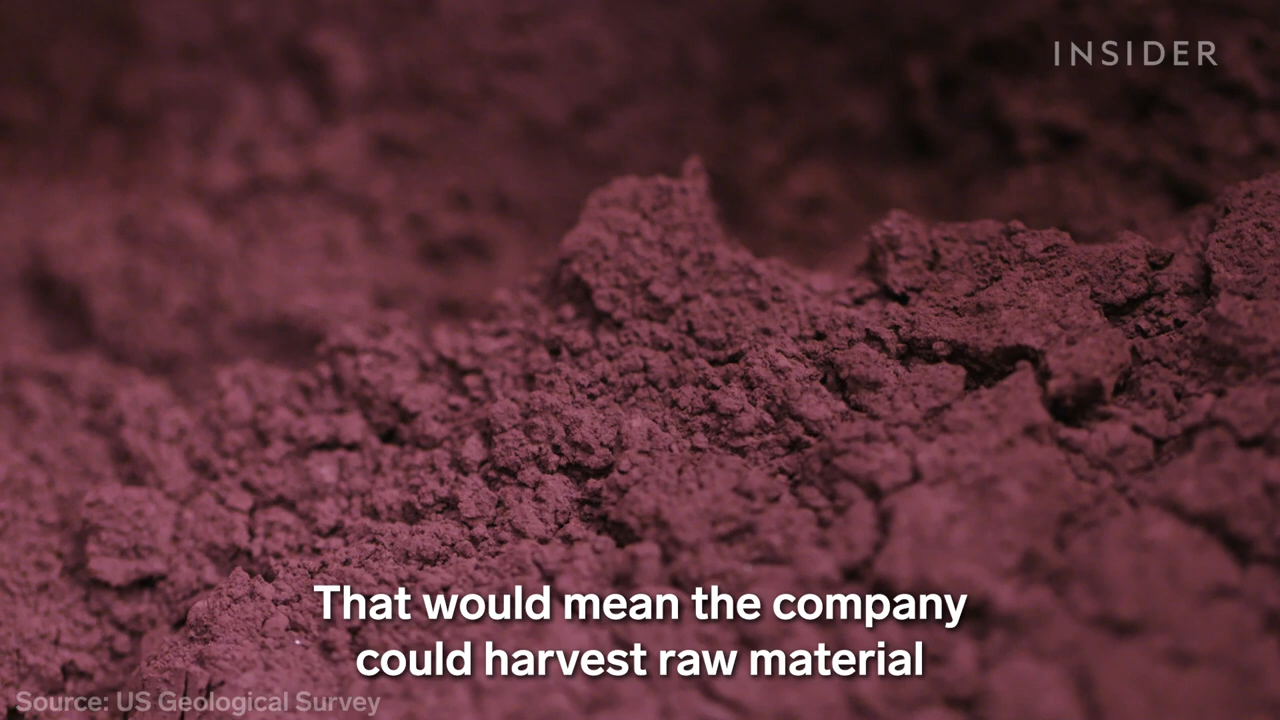 INSIDER
That would mean the company
could harvest raw material
Source: US Geological Survey